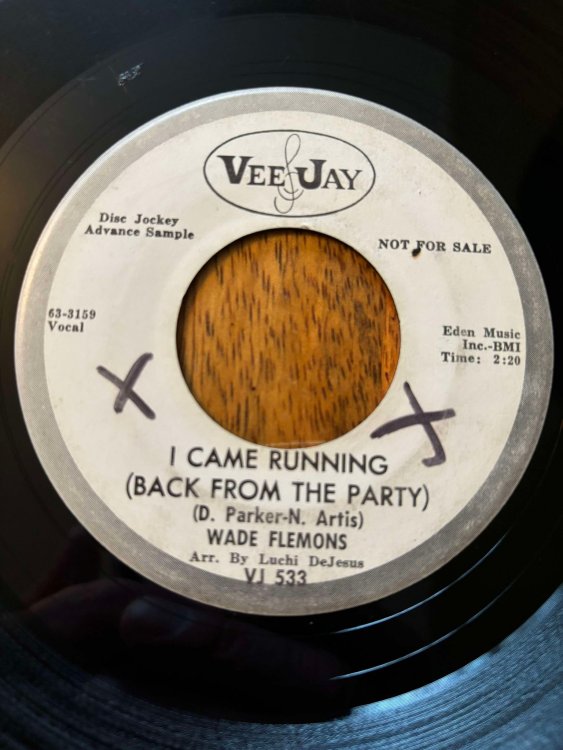 VEE JAY
Disc Jockey
Advance Sample
NOT FOR SALE
63-3159
Vocal
Eden Music
Inc.-BMI
Time: 2:20
X
X
I CAME RUNNING
(BACK FROM THE PARTY)
(D. Parker-N. Artis)
WADE FLEMONS
Arr. By Luchi DeJesus
VJ 533